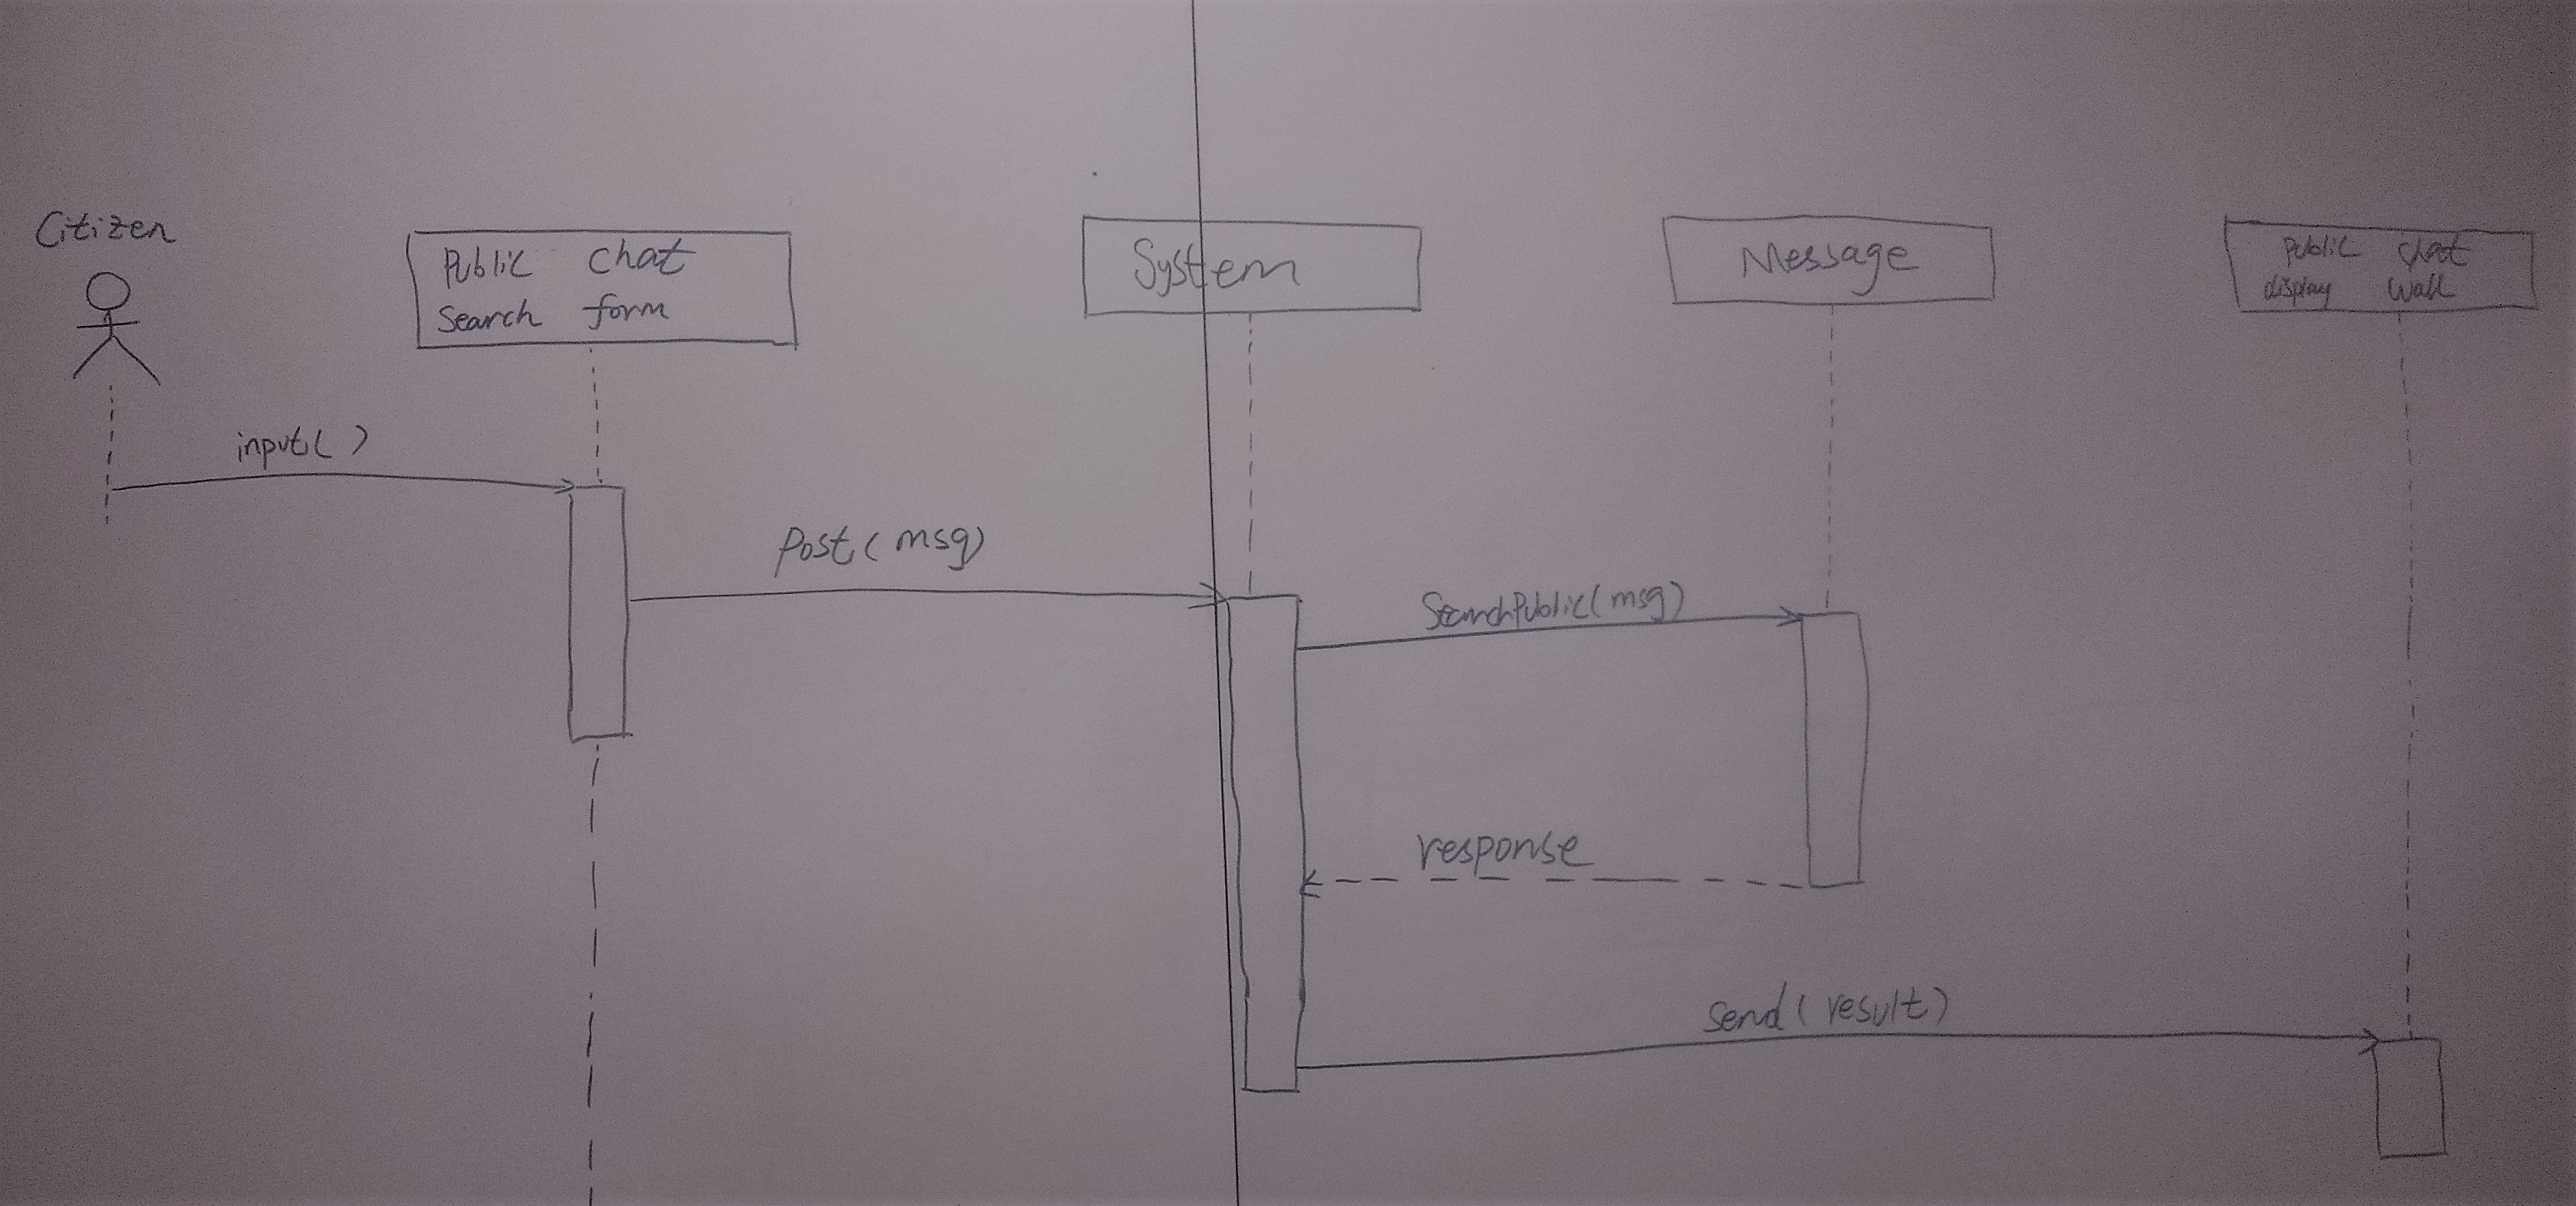 Citizen
Public chat
search form
System
Message
public chat
display wall
input( )
Post( msg)
SearchPublic( msg)
response
send( result)